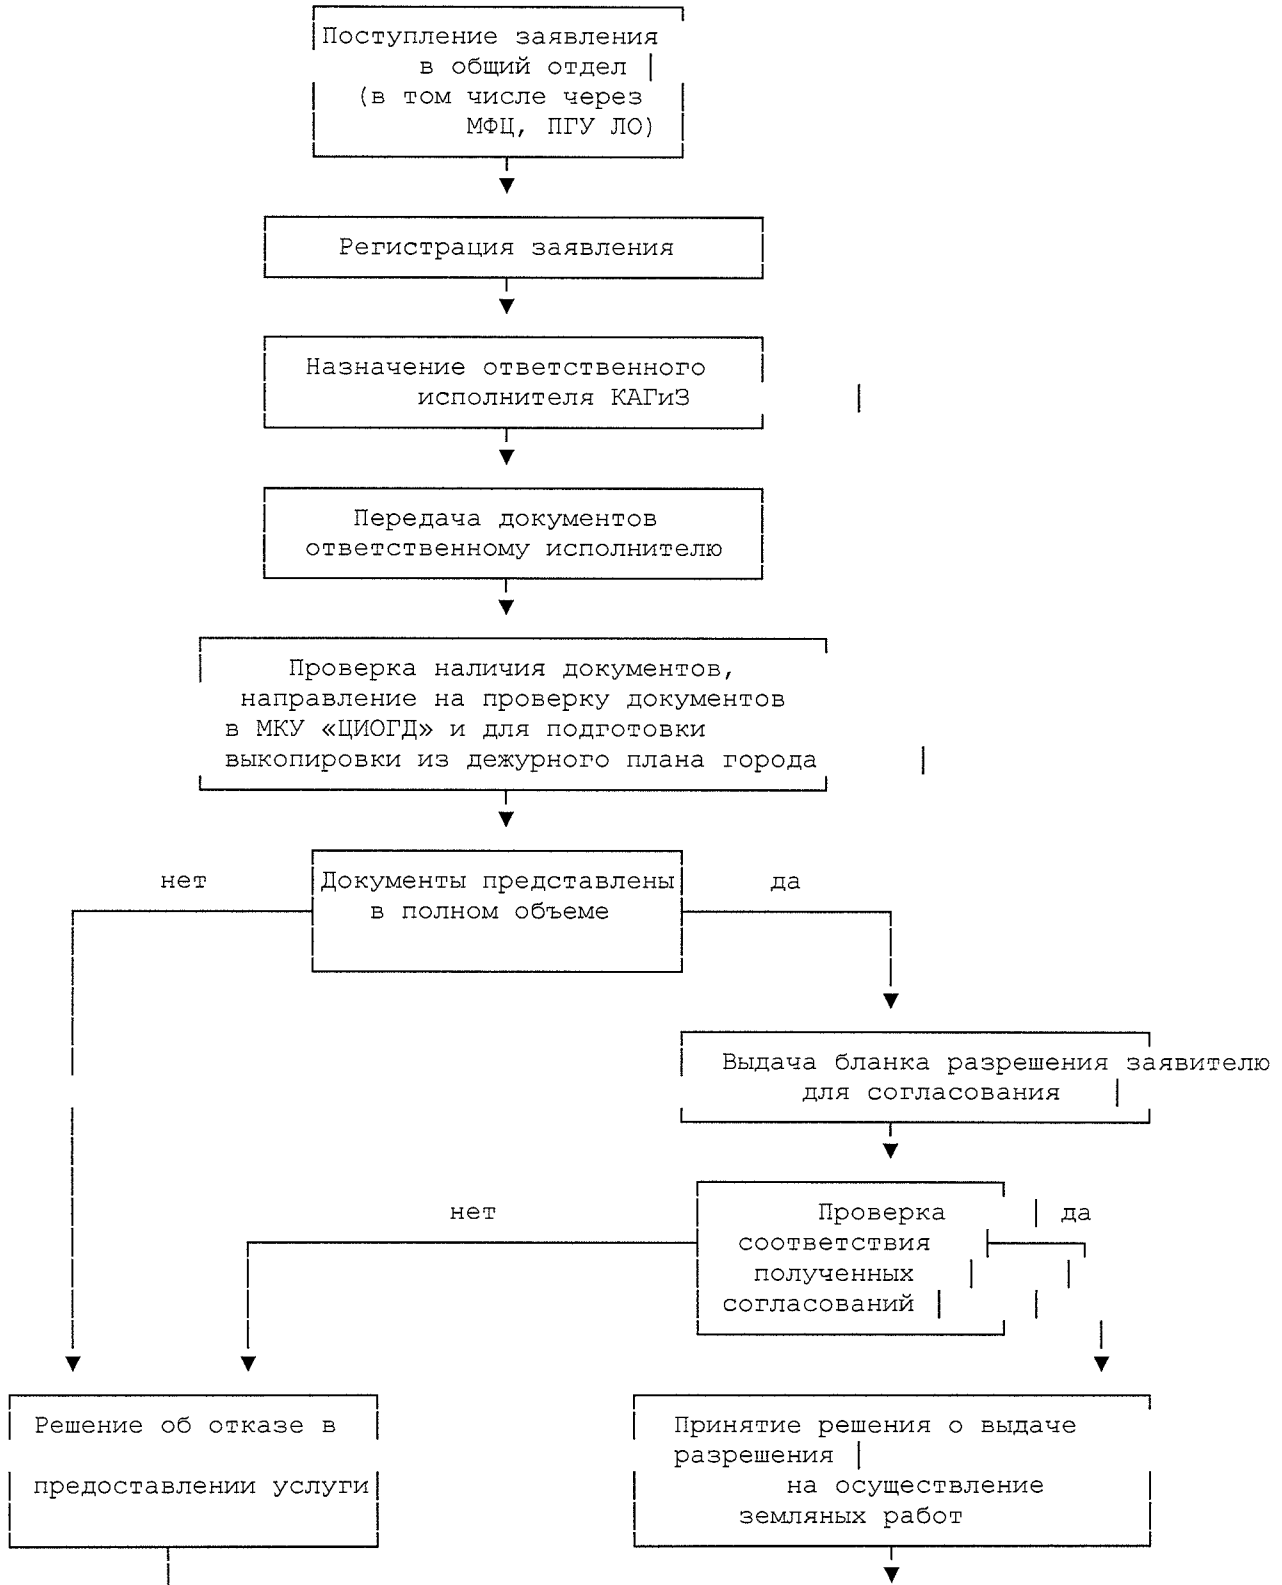 Поступление заявления
в общий отдел
(в том числе через
МФЦ, ПГУ ЛО)
Регистрация заявления
Назначение ответственного
исполнителя КАГиЗ
Передача документов
ответственному исполнителю
Проверка наличия документов,
направление на проверку документов
в МКУ «ЦИОГД» и для подготовки
выкопировки из дежурного плана города
нет
Документы представлены
в полном объеме
да
Выдача бланка разрешения заявителю
для согласования
нет
Проверка
соответствия
полученных
согласований
да
Решение об отказе в
предоставлении услуги
Принятие решения о выдаче
разрешения
на осуществление
земляных работ